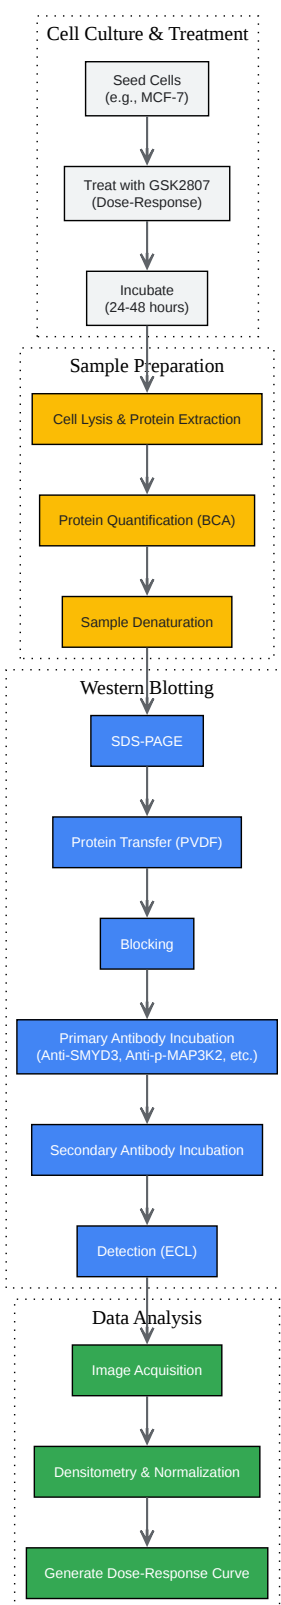 Cell Culture & Treatment
Seed Cells
(e.g., MCF-7)
Treat with GSK2807
(Dose-Response)
Incubate
(24-48 hours)
Sample Preparation
Cell Lysis & Protein Extraction
Protein Quantification (BCA)
Sample Denaturation
Western Blotting
SDS-PAGE
Protein Transfer (PVDF)
Blocking
Primary Antibody Incubation
(Anti-SMYD3, Anti-p-MAP3K2, etc.)
Secondary Antibody Incubation
Detection (ECL)
Data Analysis
Image Acquisition
Densitometry & Normalization
Generate Dose-Response Curve